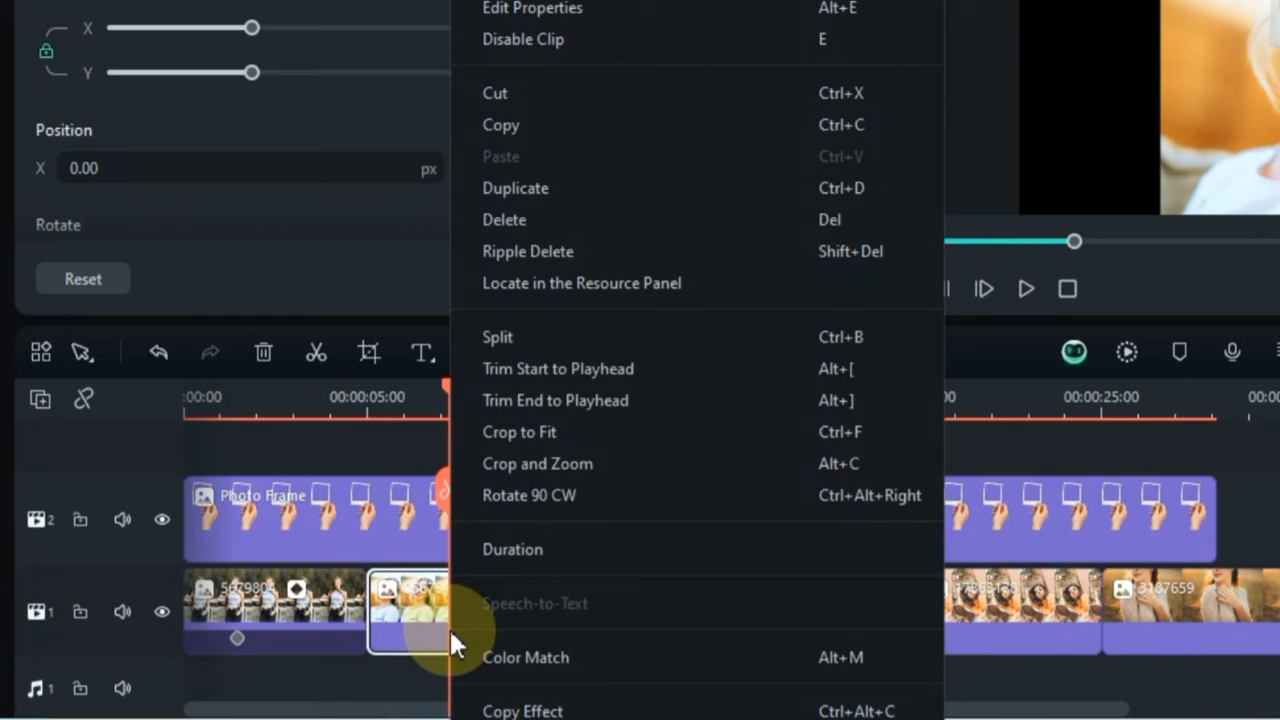 Edit Properties Alt+E
X
Disable Clip E
Y
Cut Ctrl+X
Position
Copy Ctrl+C
Paste Ctrl+V
X 0.00 px
Duplicate Ctrl+D
Delete Del
Rotate
Ripple Delete Shift+Del
Reset
Locate in the Resource Panel
Split Ctrl+B
Trim Start to Playhead Alt+[
:00:00 00:00:05:00
Trim End to Playhead Alt+]
00 00:00:25:00 00:00
Crop to Fit Ctrl+F
Crop and Zoom Alt+C
Photo Frame
Rotate 90 CW Ctrl+Alt+Right
2
Duration
5679804
3187659
Speech-to-Text
1
Color Match Alt+M
1
Copy Effect Ctrl+Alt+C